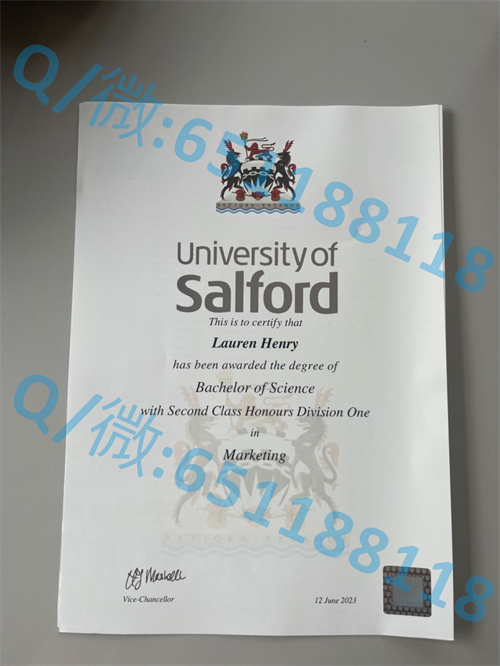 Q/微:651188118
University of
Salford
This is to certify that
Lauren Henry
has been awarded the degree of
Bachelor of Science
with Second Class Honours Division One
in
Marketing
Q/微:651188118
Vice-Chancellor
12 June 2023